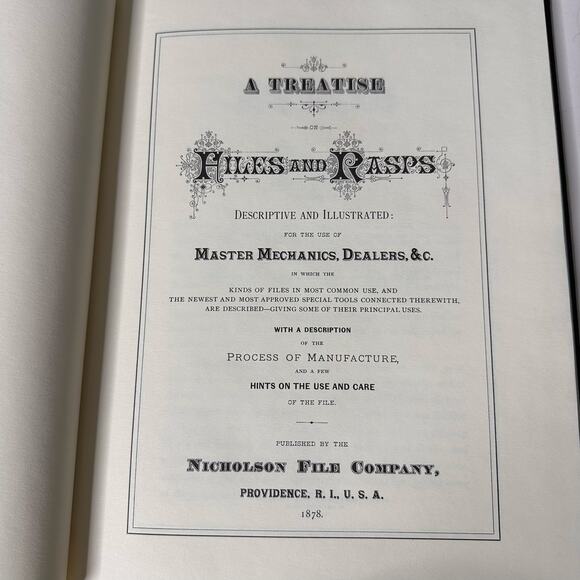 A TREATISE
ON
FILES AND RASPS
DESCRIPTIVE AND ILLUSTRATED:
FOR THE USE OF
MASTER MECHANICS, DEALERS, &C.
IN WHICH THE
KINDS OF FILES IN MOST COMMON USE, AND
THE NEWEST AND MOST APPROVED SPECIAL TOOLS CONNECTED THEREWITH,
ARE DESCRIBED—GIVING SOME OF THEIR PRINCIPAL USES.
WITH A DESCRIPTION
OF THE
PROCESS OF MANUFACTURE,
AND A FEW
HINTS ON THE USE AND CARE
OF THE FILE.
PUBLISHED BY THE
NICHOLSON FILE COMPANY,
PROVIDENCE, R. I., U. S. A.
1878.